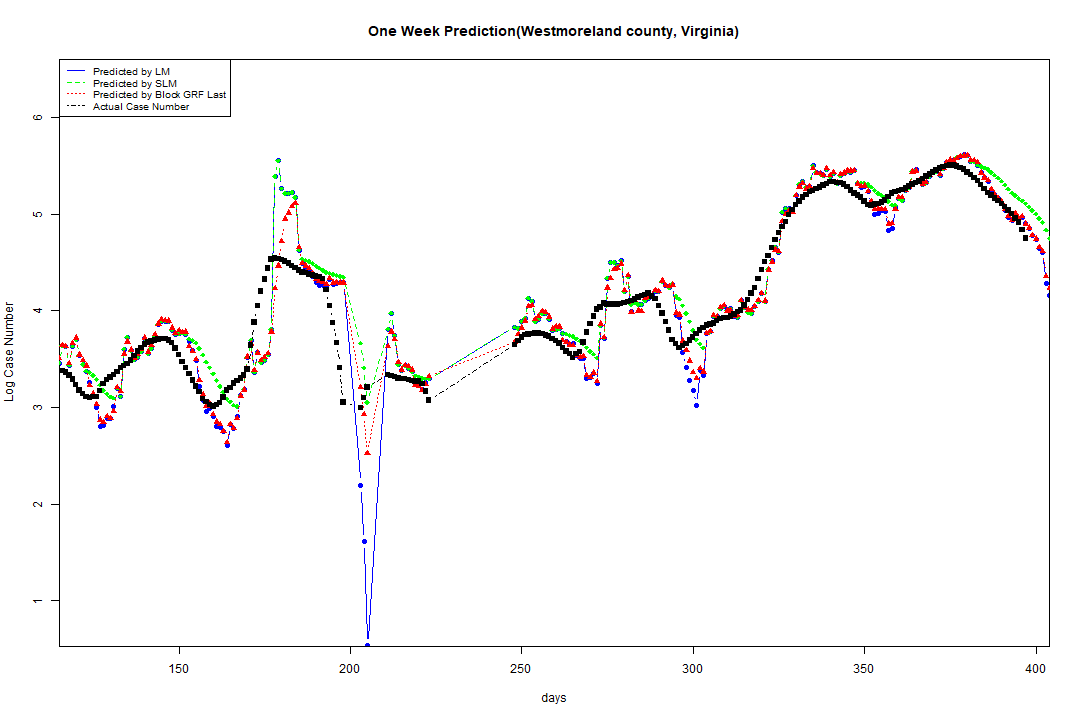 One Week Prediction(Westmoreland county, Virginia)
Predicted by LM
Predicted by SLM
Predicted by Block GRF Last
Actual Case Number
Log Case Number
6
5
4
3
2
1
150 200 250 300 350 400
days